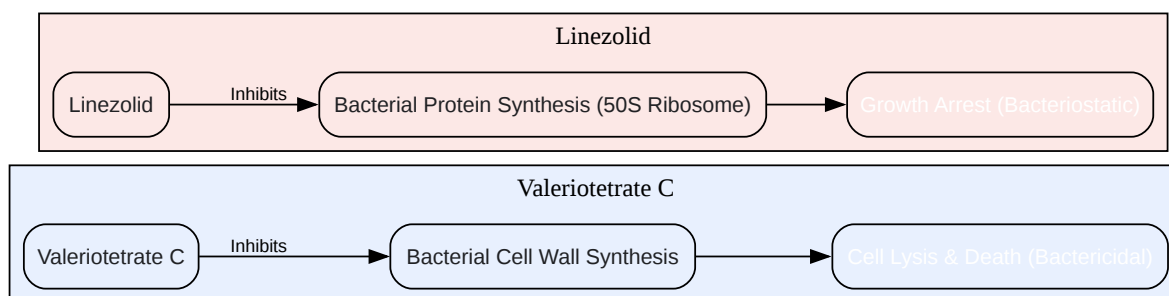 Linezolid
Linezolid
Inhibits
Bacterial Protein Synthesis (50S Ribosome)
Growth Arrest (Bacteriostatic)
Valeriotetrate C
Valeriotetrate C
Inhibits
Bacterial Cell Wall Synthesis
Cell Lysis & Death (Bactericidal)